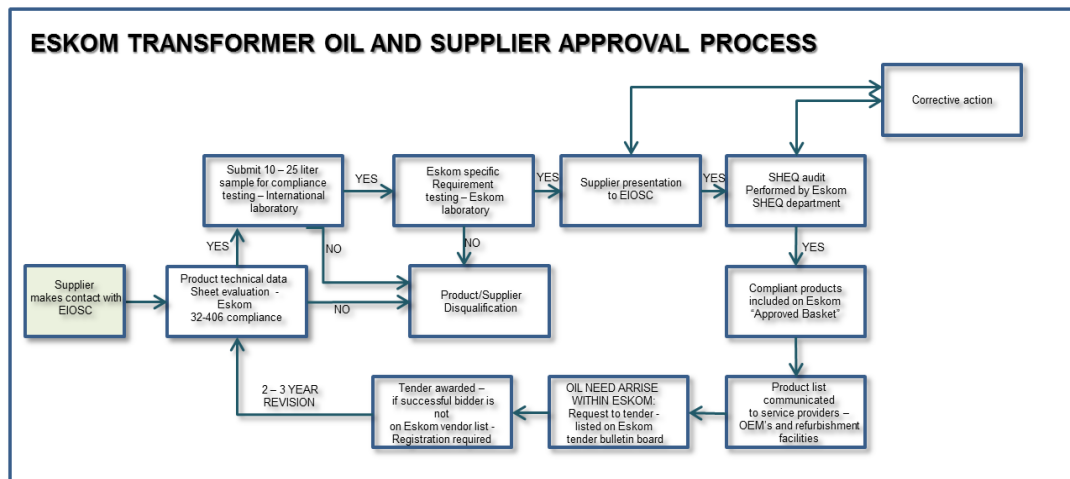 ESKOM TRANSFORMER OIL AND SUPPLIER APPROVAL PROCESS
Corrective action
Submit 10 – 25 liter
sample for compliance
testing – International
laboratory
YES
Eskom specific
Requirement
testing – Eskom
laboratory
YES
Supplier presentation
to EIOSC
YES
SHEQ audit
Performed by Eskom
SHEQ department
YES
NO
NO
YES
Supplier
makes contact with
EIOSC
Product technical data
Sheet evaluation -
Eskom
32-406 compliance
NO
Product/Supplier
Disqualification
Compliant products
included on Eskom
“Approved Basket”
2 – 3 YEAR
REVISION
Tender awarded –
if successful bidder is
not
on Eskom vendor list -
Registration required
OIL NEED ARRISE
WITHIN ESKOM:
Request to tender -
listed on Eskom
tender bulletin board
Product list
communicated
to service providers –
OEM's and refurbishment
facilities